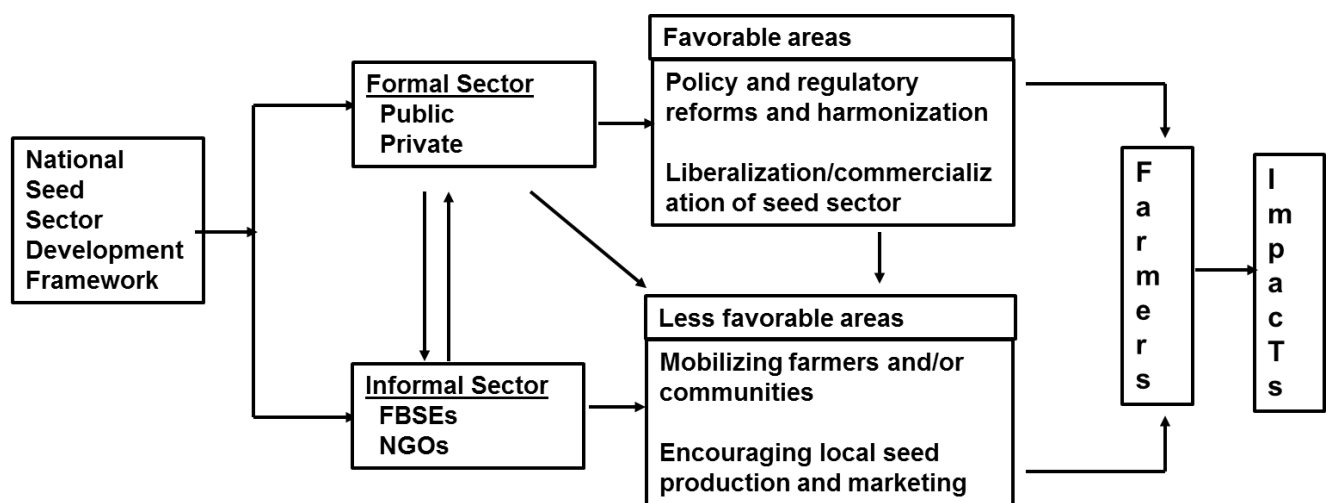 National
Seed
Sector
Development
Framework
Formal Sector
Public
Private
Informal Sector
FBSEs
NGOs
Favorable areas
Policy and regulatory
reforms and harmonization
Liberalization/commercializ
ation of seed sector
Less favorable areas
Mobilizing farmers and/or
communities
Encouraging local seed
production and marketing
Farmers
ImpacTs